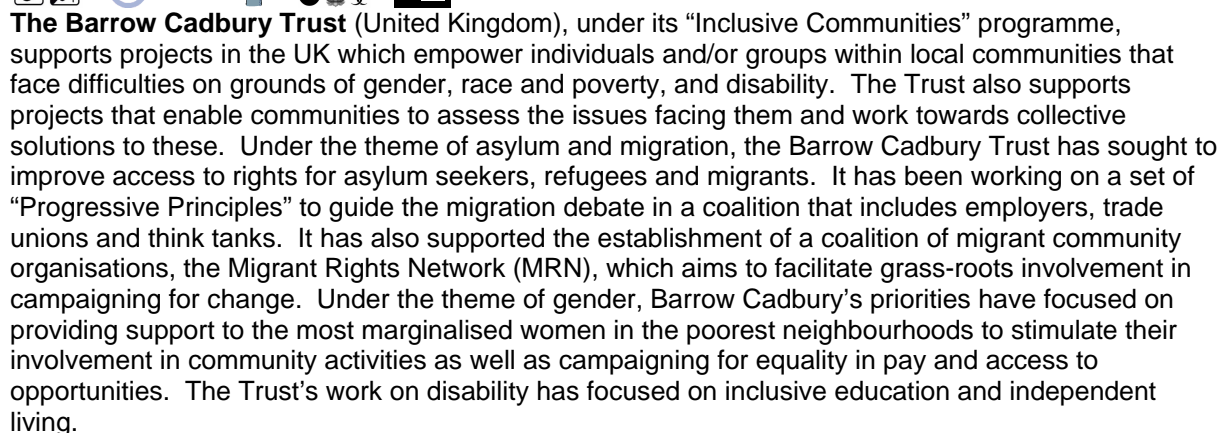 The Barrow Cadbury Trust (United Kingdom), under its “Inclusive Communities” programme,
supports projects in the UK which empower individuals and/or groups within local communities that
face difficulties on grounds of gender, race and poverty, and disability.  The Trust also supports
projects that enable communities to assess the issues facing them and work towards collective
solutions to these.  Under the theme of asylum and migration, the Barrow Cadbury Trust has sought to
improve access to rights for asylum seekers, refugees and migrants.  It has been working on a set of
“Progressive Principles” to guide the migration debate in a coalition that includes employers, trade
unions and think tanks.  It has also supported the establishment of a coalition of migrant community
organisations, the Migrant Rights Network (MRN), which aims to facilitate grass-roots involvement in
campaigning for change.  Under the theme of gender, Barrow Cadbury’s priorities have focused on
providing support to the most marginalised women in the poorest neighbourhoods to stimulate their
involvement in community activities as well as campaigning for equality in pay and access to
opportunities.  The Trust’s work on disability has focused on inclusive education and independent
living.